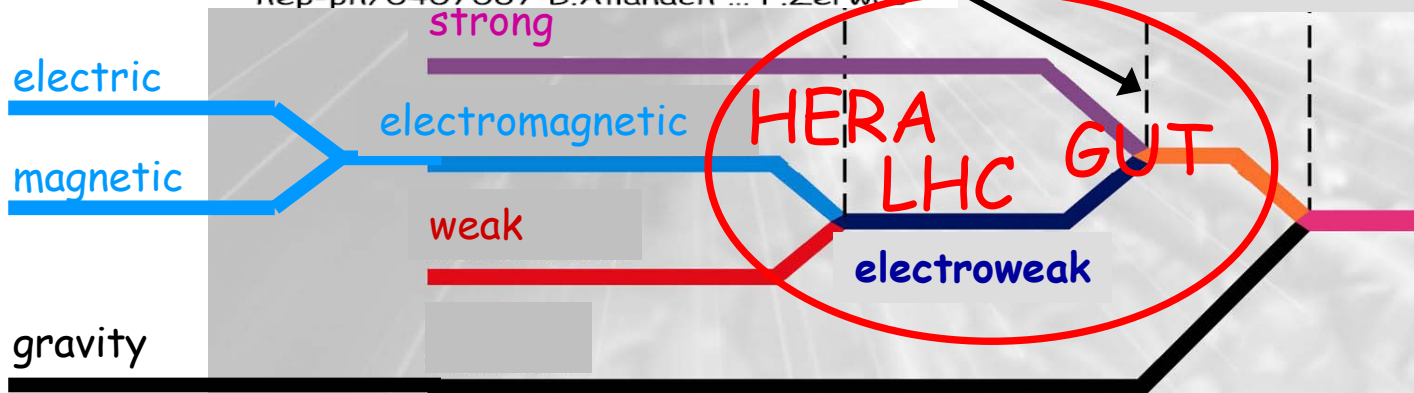 strong
electric
electromagnetic
HERA
LHC
GUT
magnetic
weak
electroweak
gravity